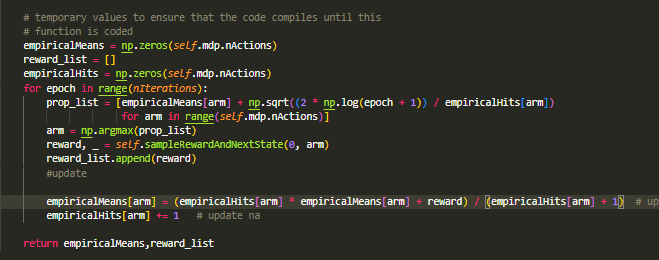 # temporary values to ensure that the code compiles until this
# function is coded
empiricalMeans = np.zeros(self.mdp.nActions)
reward_list = []
empiricalHits = np.zeros(self.mdp.nActions)
for epoch in range(nIterations):
prop_list = [empiricalMeans[arm] + np.sqrt((2 * np.log(epoch + 1)) / empiricalHits[arm])
for arm in range(self.mdp.nActions)]
arm = np.argmax(prop_list)
reward, _ = self.sampleRewardAndNextState(0, arm)
reward_list.append(reward)
#update
empiricalMeans[arm] = (empiricalHits[arm] * empiricalMeans[arm] + reward) / (empiricalHits[arm] + 1) # up
empiricalHits[arm] += 1 # update na
return empiricalMeans,reward_list